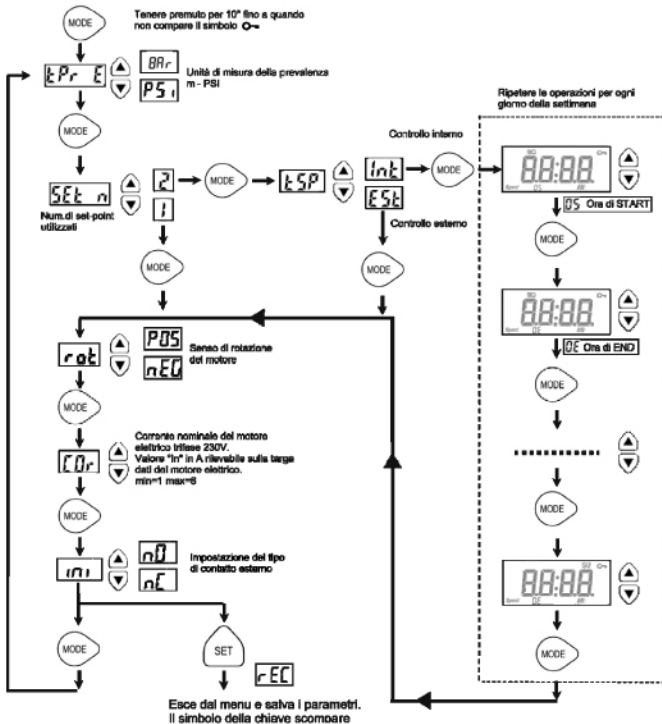 MODE
Tenere premuto per 10" fino a quando
non compare il simbolo
tPr E
BAr
PSi
Unità di misura della prevalenza
m - PSI
MODE
SEt n
2
1
Num.di set-point
utilizzati
MODE
tSP
Int
ESt
Controllo interno
Controllo esterno
MODE
Ripetere le operazioni per ogni
giorno della settimana
88:88
OS Ora di START
MODE
88:88
OE
OE Ora di END
MODE
MODE
88:88
OE
MODE
MODE
MODE
rot
POS
nEG
Senso di rotazione
del motore
MODE
COr
Corrente nominale del motore
elettrico trifase 230V.
Valore "In" in A rilevabile sulla targa
dati del motore elettrico.
min=1 max=6
MODE
ini
nO
nC
Impostazione del tipo
di contatto esterno
MODE
SET
rEC
Esce dal menu e salva i parametri.
Il simbolo della chiave scompare